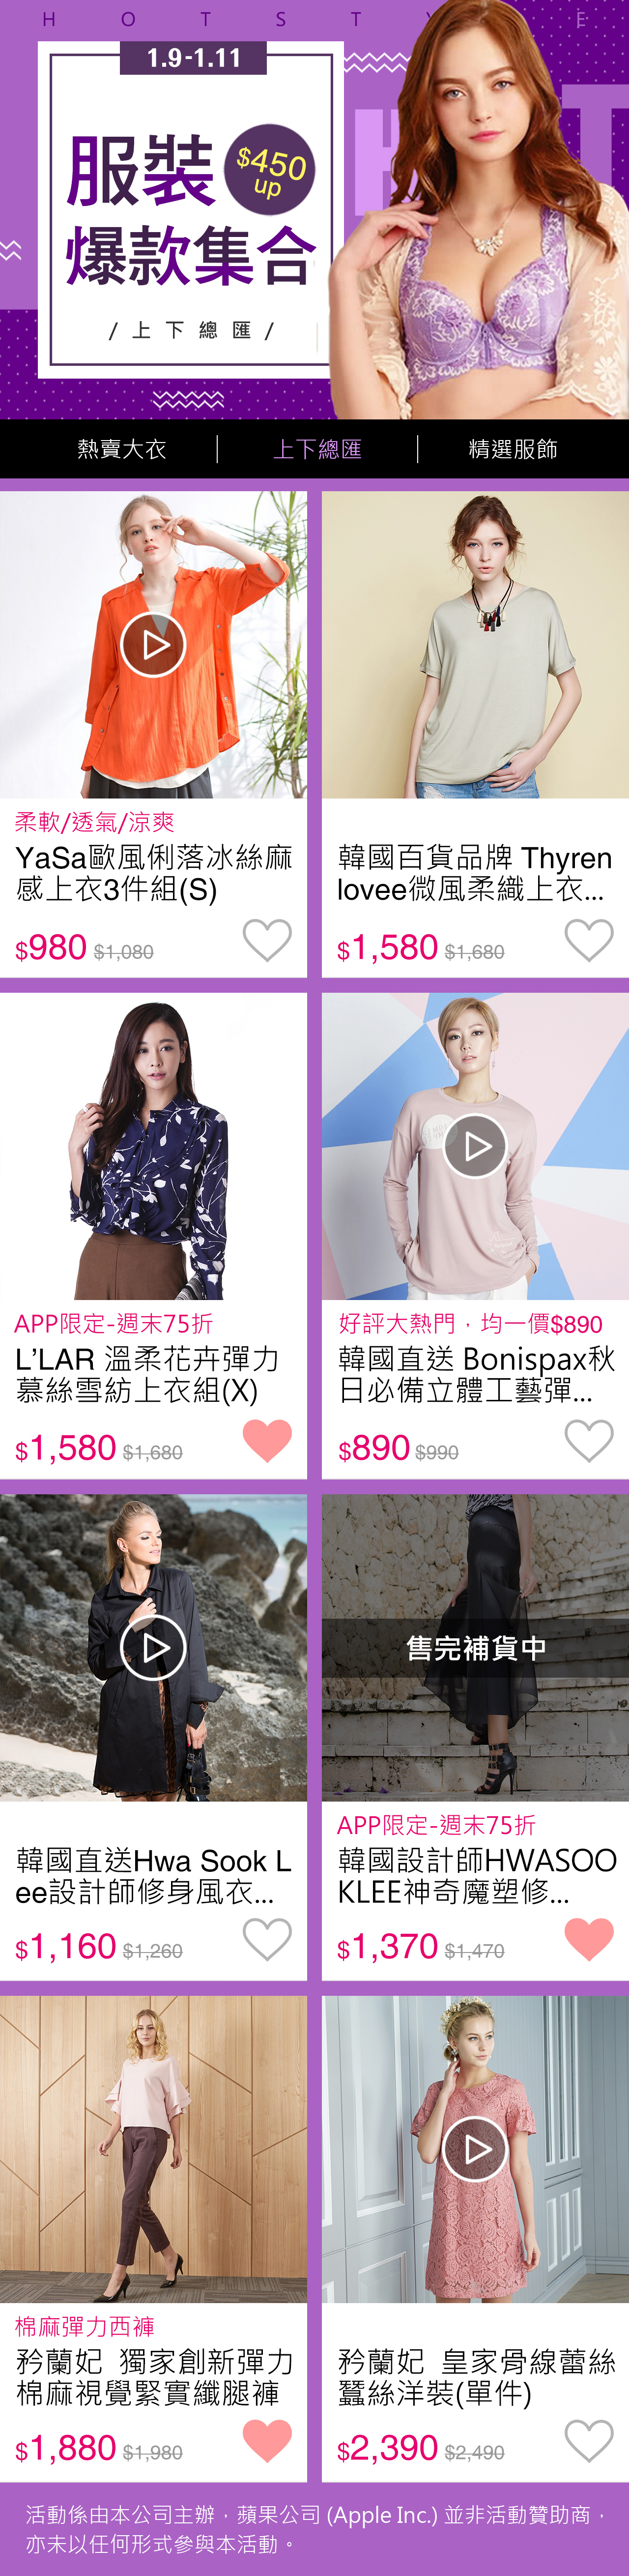 HOTSTY E
1.9-1.11
服裝
$450
up
爆款集合
/ 上下總匯 /
熱賣大衣 | 上下總匯 | 精選服飾
柔軟/透氣/涼爽
YaSa歐風俐落冰絲麻
感上衣3件組(S)
$980 $1,080
韓國百貨品牌 Thyren
lovee微風柔織上衣...
$1,580 $1,680
APP限定-週末75折
L’LAR 溫柔花卉彈力
慕絲雪紡上衣組(X)
$1,580 $1,680
好評大熱門，均一價$890
韓國直送 Bonispax秋
日必備立體工藝彈...
$890 $990
韓國直送Hwa Sook L
ee設計師修身風衣...
$1,160 $1,260
售完補貨中
APP限定-週末75折
韓國設計師HWASOO
KLEE神奇魔塑修...
$1,370 $1,470
棉麻彈力西褲
矜蘭妃 獨家創新彈力
棉麻視覺緊實纖腿褲
$1,880 $1,980
矜蘭妃 皇家骨線蕾絲
蠶絲洋裝(單件)
$2,390 $2,490
活動係由本公司主辦，蘋果公司 (Apple Inc.) 並非活動贊助商，
亦未以任何形式參與本活動。